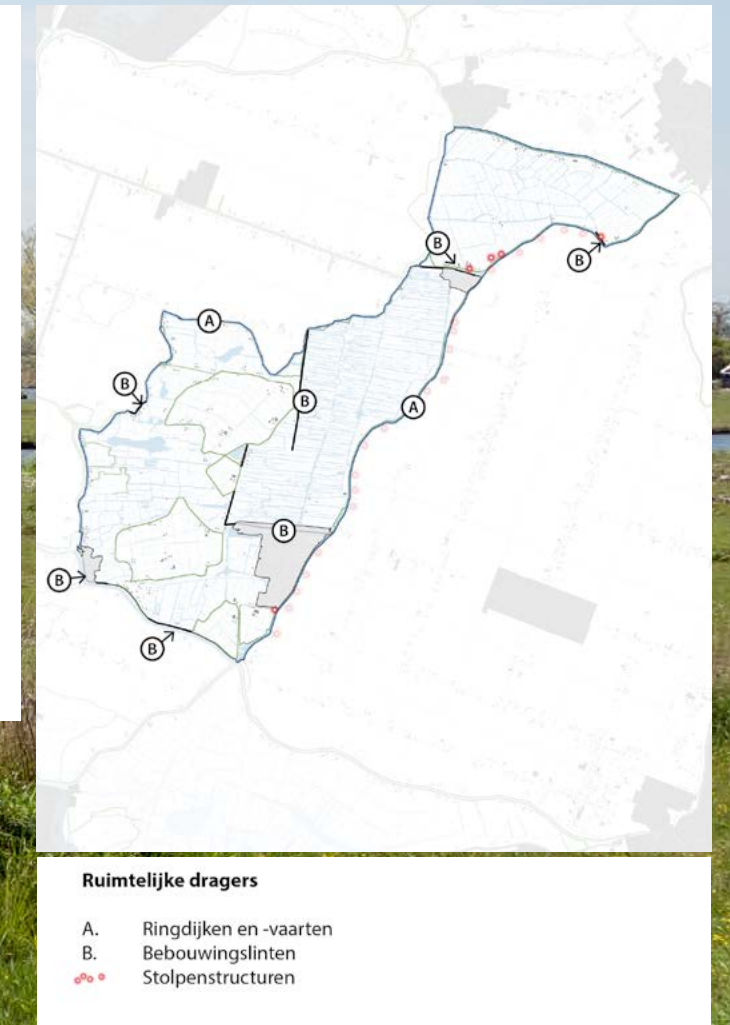 B
B
A
B
B
A
B
B
B
Ruimtelijke dragers
A. Ringdijken en -vaarten
B. Bebouwingslinten
Stolpenstructuren